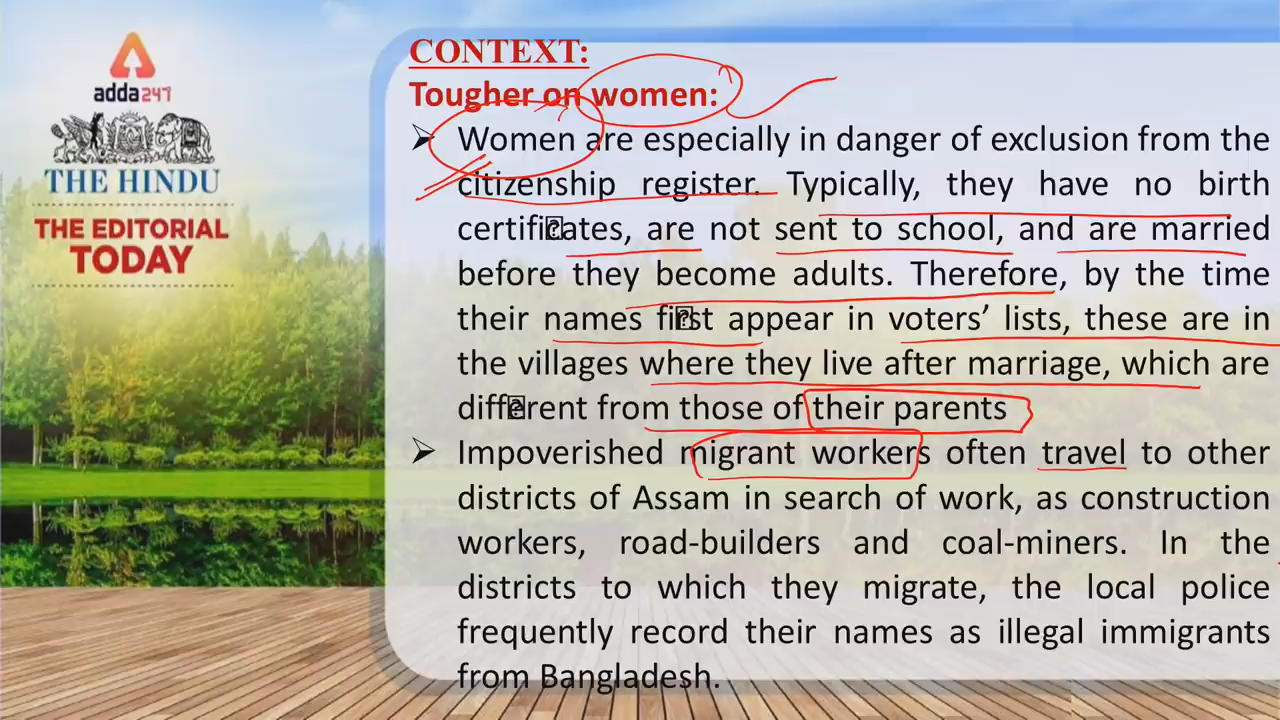 adda247
THE HINDU
THE EDITORIAL
TODAY
CONTEXT:
Tougher on women:
➢ Women are especially in danger of exclusion from the
citizenship register. Typically, they have no birth
certificates, are not sent to school, and are married
before they become adults. Therefore, by the time
their names first appear in voters’ lists, these are in
the villages where they live after marriage, which are
different from those of their parents
➢ Impoverished migrant workers often travel to other
districts of Assam in search of work, as construction
workers, road-builders and coal-miners. In the
districts to which they migrate, the local police
frequently record their names as illegal immigrants
from Bangladesh.